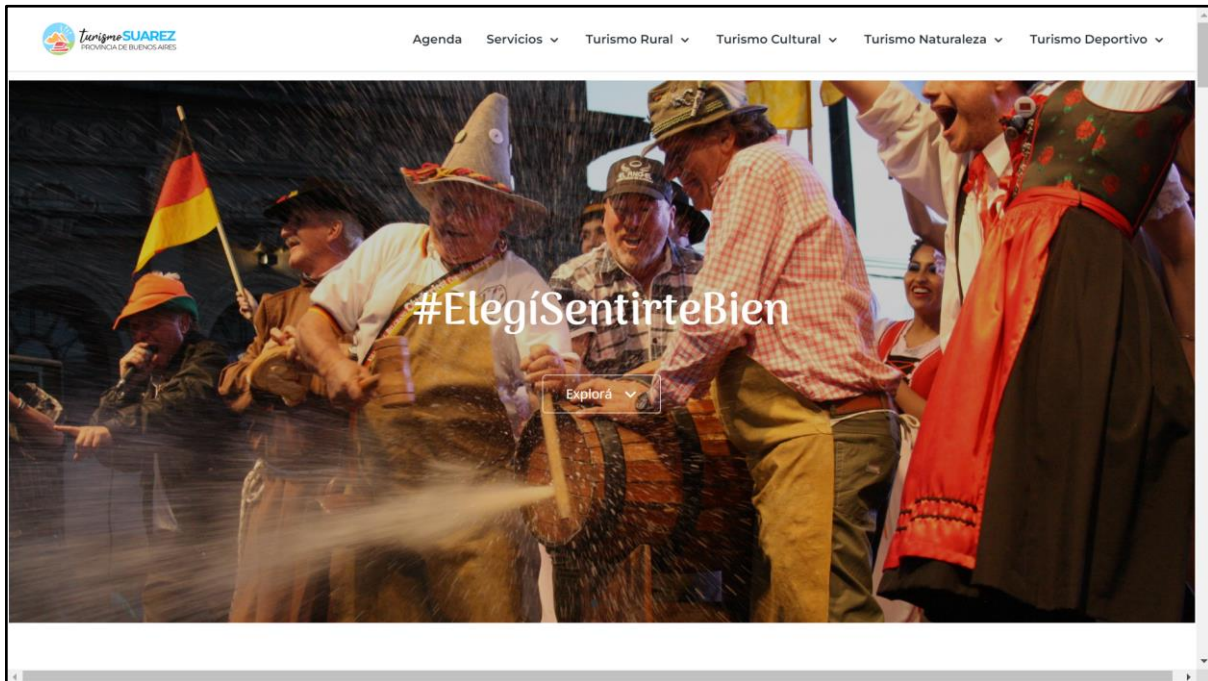 turismo SUAREZ
PROVINCIA DE BUENOS AIRES
Agenda Servicios Turismo Rural Turismo Cultural Turismo Naturaleza Turismo Deportivo
#ElegíSentirteBien
Explorá